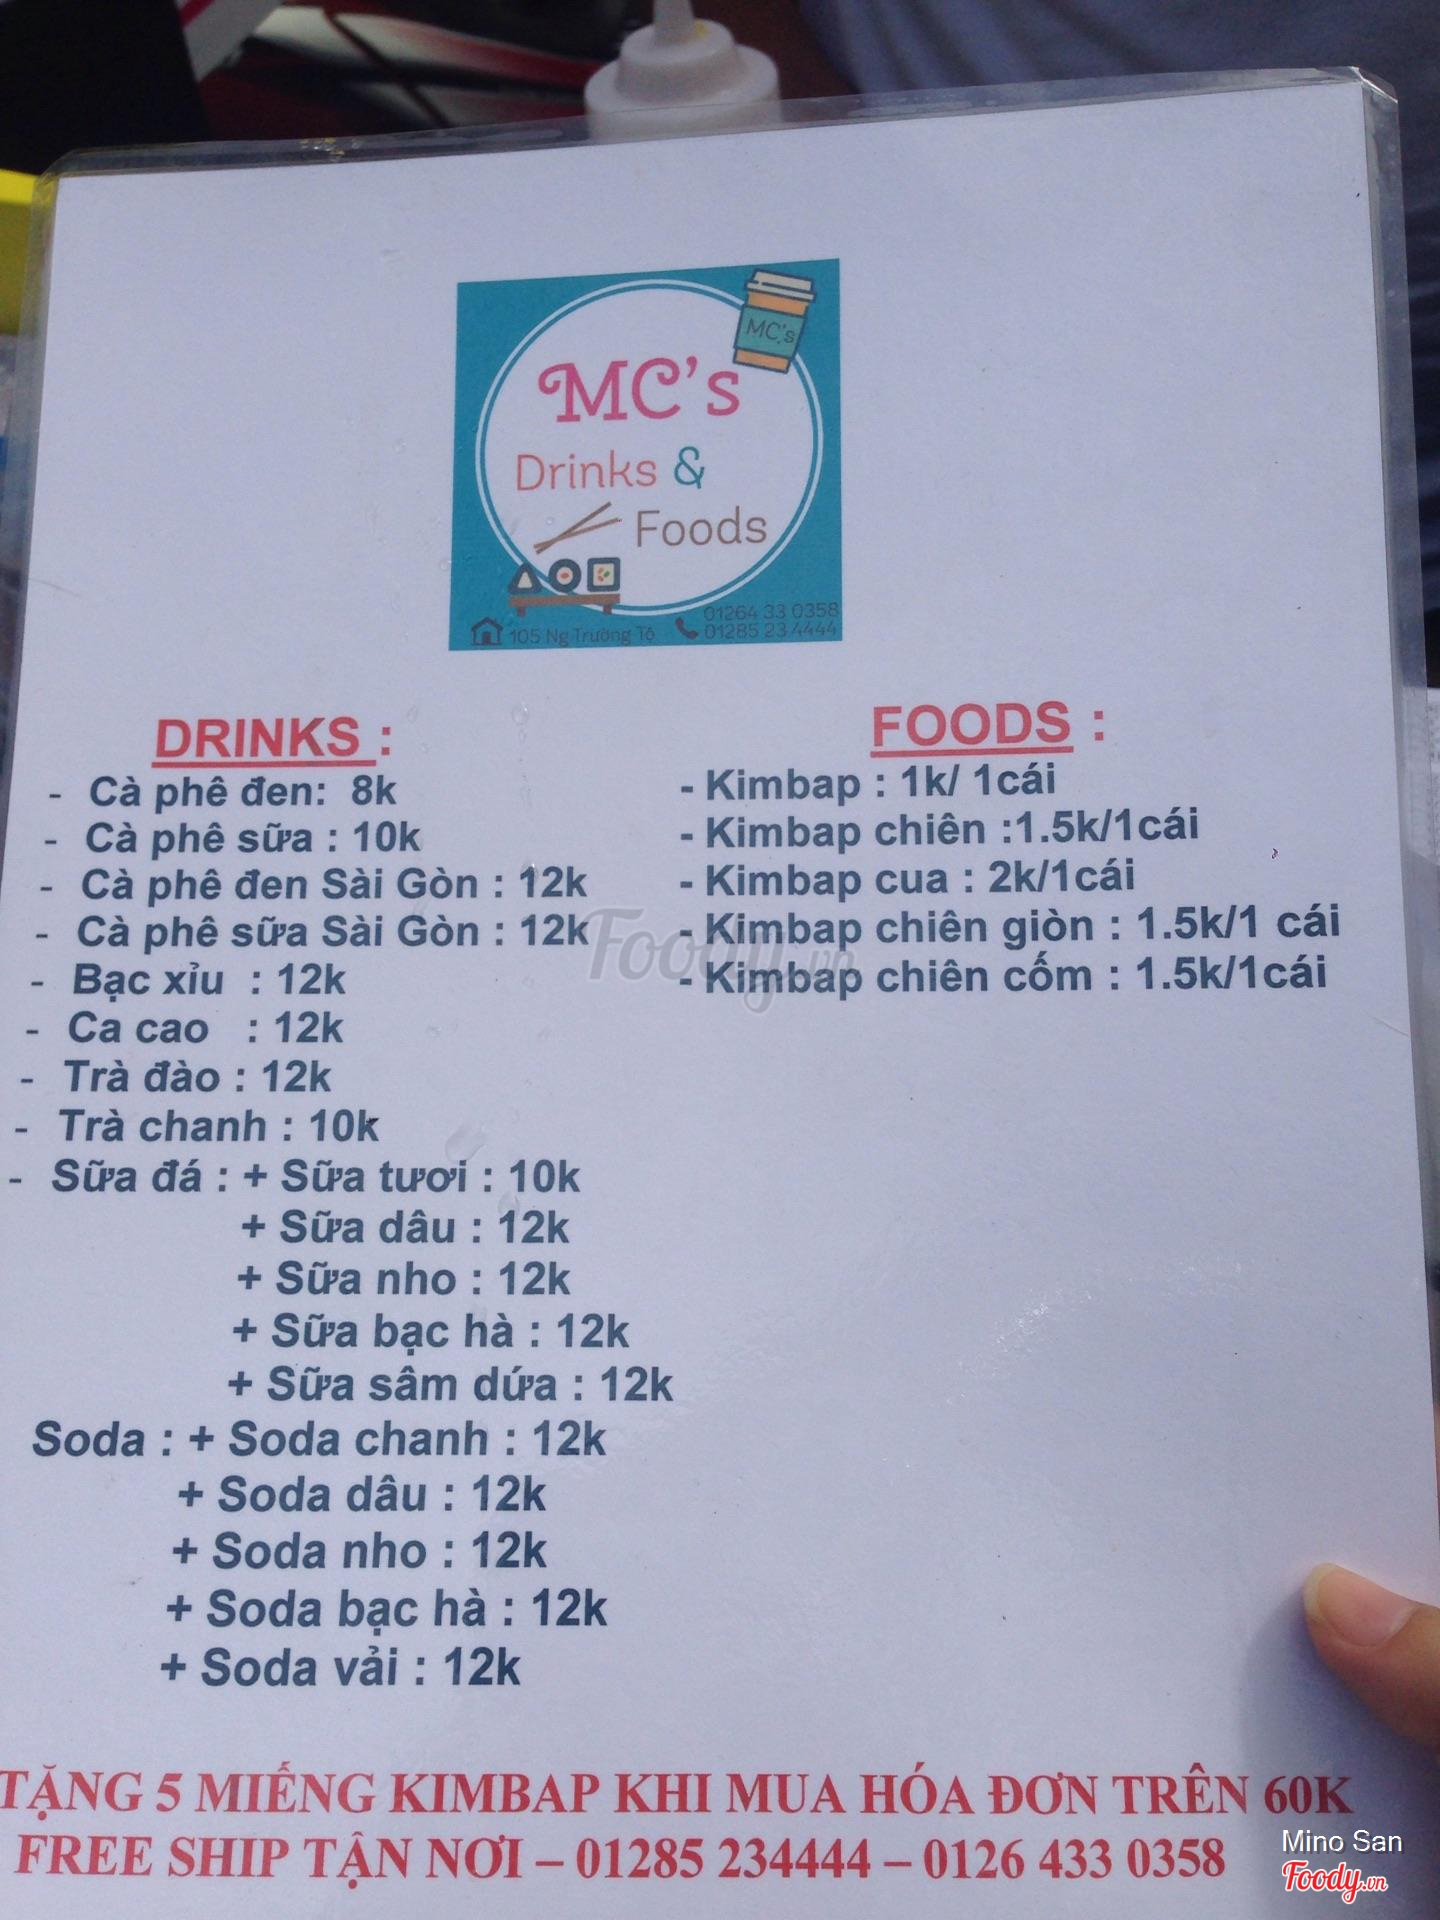 MC's
MC's
Drinks &
Foods
105 Ng Trường Tộ
01264 33 0358
01285 23 4444
DRINKS :
- Cà phê đen: 8k
- Cà phê sữa : 10k
- Cà phê đen Sài Gòn : 12k
- Cà phê sữa Sài Gòn : 12k
- Bạc xỉu : 12k
- Ca cao : 12k
- Trà đào : 12k
- Trà chanh : 10k
- Sữa đá : + Sữa tươi : 10k
+ Sữa dâu : 12k
+ Sữa nho : 12k
+ Sữa bạc hà : 12k
+ Sữa sâm dứa : 12k
Soda : + Soda chanh : 12k
+ Soda dâu : 12k
+ Soda nho : 12k
+ Soda bạc hà : 12k
+ Soda vải : 12k
FOODS :
- Kimbap : 1k/ 1cái
- Kimbap chiên :1.5k/1cái
- Kimbap cua : 2k/1cái
- Kimbap chiên giòn : 1.5k/1 cái
- Kimbap chiên cốm : 1.5k/1cái
Foody.vn
TẶNG 5 MIẾNG KIMBAP KHI MUA HÓA ĐƠN TRÊN 60K
FREE SHIP TẬN NƠI – 01285 234444 – 0126 433 0358
Mino San
Foody.vn